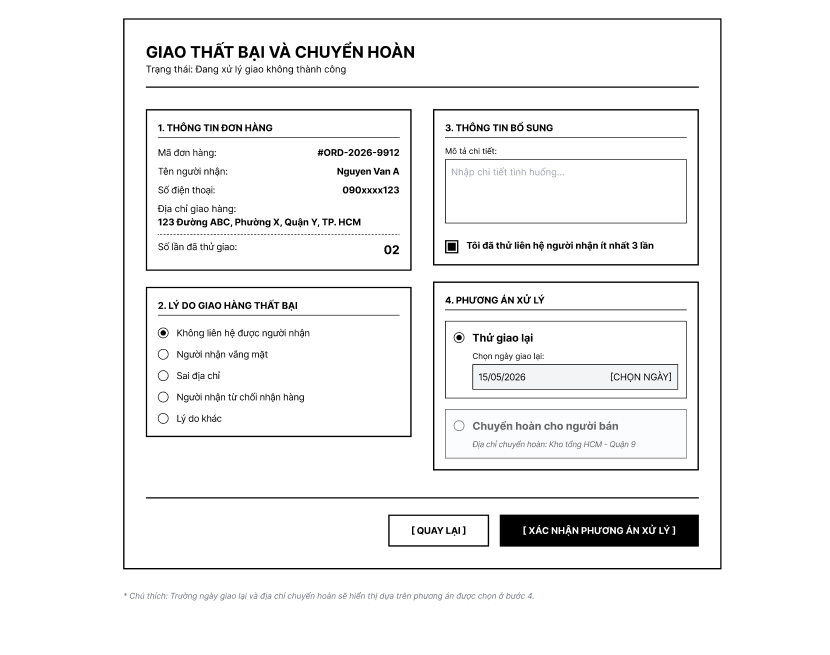 GIAO THẤT BẠI VÀ CHUYỂN HOÀN
Trạng thái: Đang xử lý giao không thành công
1. THÔNG TIN ĐƠN HÀNG
Mã đơn hàng: #ORD-2026-9912
Tên người nhận: Nguyen Van A
Số điện thoại: 090xxxx123
Địa chỉ giao hàng:
123 Đường ABC, Phường X, Quận Y, TP. HCM
Số lần đã thử giao: 02
2. LÝ DO GIAO HÀNG THẤT BẠI
Không liên hệ được người nhận
Người nhận vắng mặt
Sai địa chỉ
Người nhận từ chối nhận hàng
Lý do khác
3. THÔNG TIN BỔ SUNG
Mô tả chi tiết:
Nhập chi tiết tình huống...
Tôi đã thử liên hệ người nhận ít nhất 3 lần
4. PHƯƠNG ÁN XỬ LÝ
Thử giao lại
Chọn ngày giao lại:
15/05/2026 [CHỌN NGÀY]
Chuyển hoàn cho người bán
Địa chỉ chuyển hoàn: Kho tổng HCM - Quận 9
[ QUAY LẠI ] [ XÁC NHẬN PHƯƠNG ÁN XỬ LÝ ]
* Chú thích: Trường ngày giao lại và địa chỉ chuyển hoàn sẽ hiển thị dựa trên phương án được chọn ở bước 4.